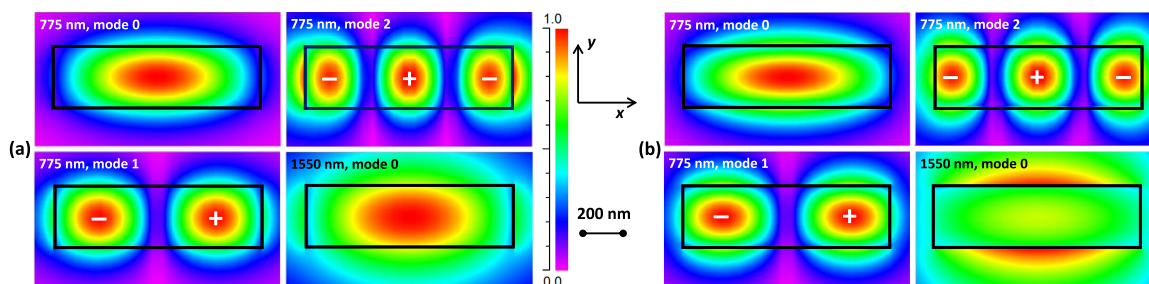 (a)
775 nm, mode 0
−
775 nm, mode 2
− + −
775 nm, mode 1
− +
1550 nm, mode 0
1.0
0.0
y
x
200 nm
(b)
775 nm, mode 0
775 nm, mode 2
− + −
775 nm, mode 1
− +
1550 nm, mode 0